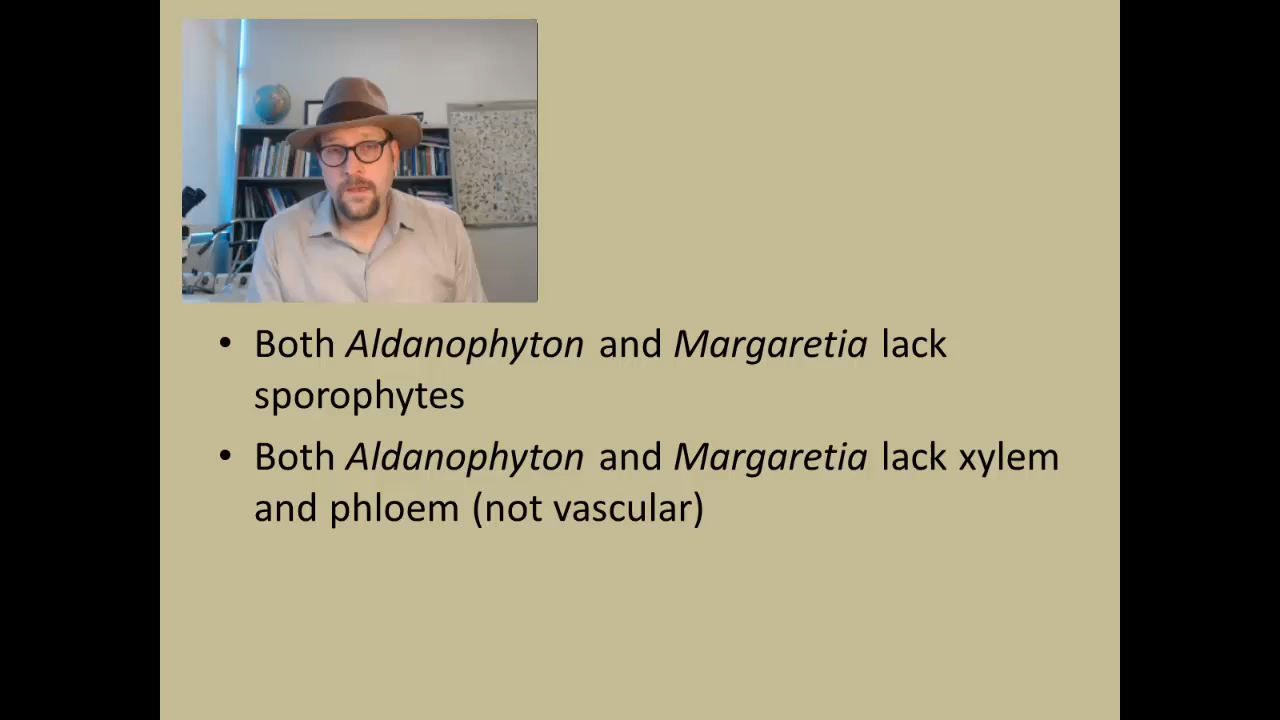 • Both Aldanophyton and Margaretia lack
sporophytes
• Both Aldanophyton and Margaretia lack xylem
and phloem (not vascular)